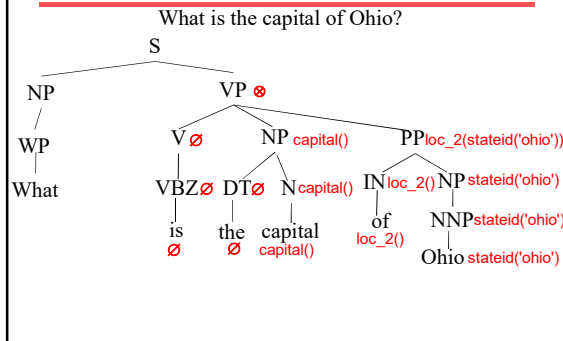 What is the capital of Ohio?
S
NP VP ⊗
WP V ∅ NP capital() PP loc_2(stateid('ohio'))
What VBZ ∅ DT ∅ N capital() IN loc_2() NP stateid('ohio')
is the capital of NNP stateid('ohio')
∅ ∅ capital() loc_2() Ohio stateid('ohio')